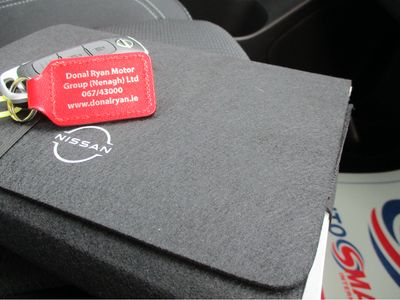 Donal Ryan Motor
Group (Nenagh) Ltd
067/43000
www.donalryan.ie
NISSAN